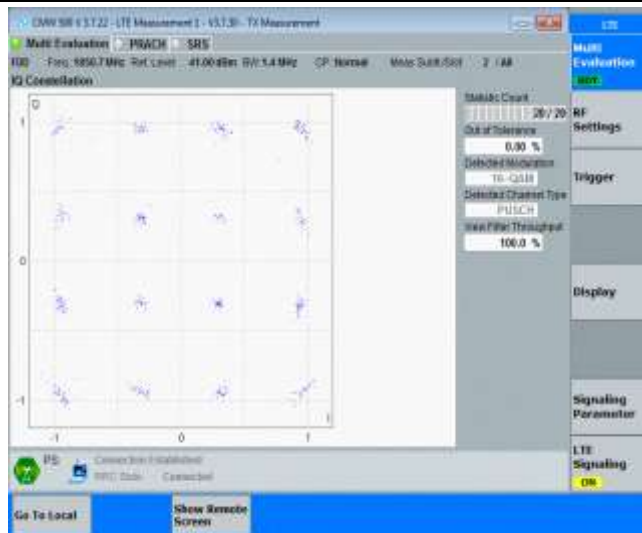 CMW 500 V 3.7.22 - LTE Measurement 1 - V3.7.30 - TX Measurement
Multi Evaluation PRACH SRS
FDD Freq: 1850.7 MHz Ref. Level: 41.00 dBm BW: 1.4 MHz CP: Normal Meas Subfr/Slot 2 / All
IQ Constellation
Q
1
0
-1
-1 0 1
I
Statistic Count
20 / 20
Out of Tolerance
0.00 %
Detected Modulation
16-QAM
Detected Channel Type
PUSCH
View Filter Throughput
100.0 %
PS: Connection Established
RRC State Connected
Go To Local
Show Remote
Screen
LTE
Multi
Evaluation
RDY
RF
Settings
Trigger
Display
Signaling
Parameter
LTE
Signaling
ON